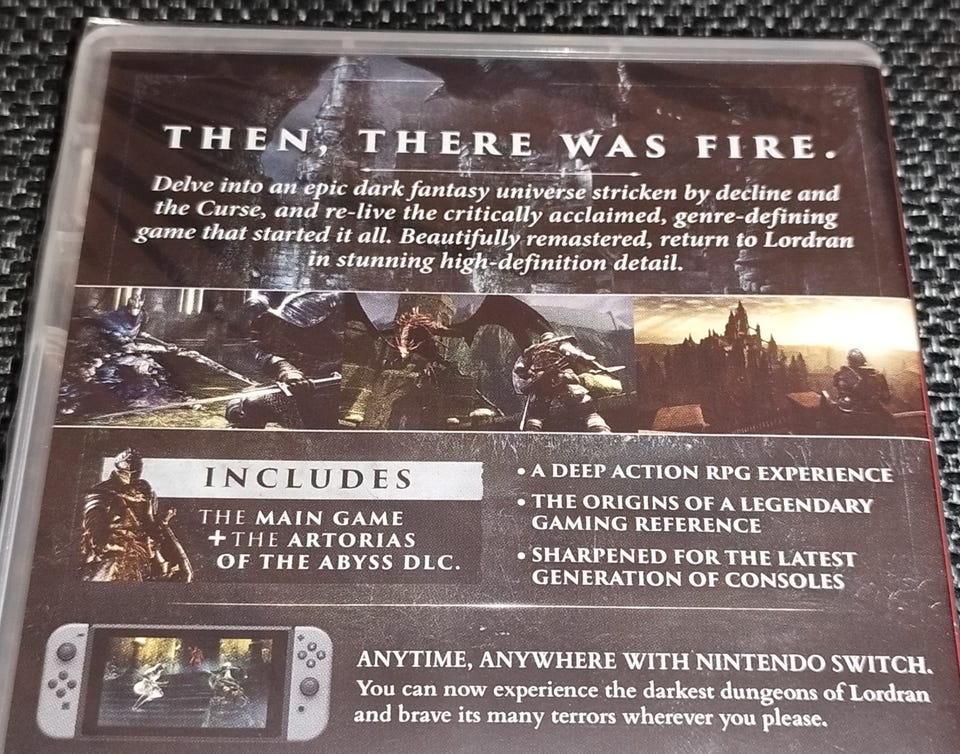 THEN, THERE WAS FIRE.
Delve into an epic dark fantasy universe stricken by decline and
the Curse, and re-live the critically acclaimed, genre-defining
game that started it all. Beautifully remastered, return to Lordran
in stunning high-definition detail.
INCLUDES
THE MAIN GAME
+THE ARTORIAS
OF THE ABYSS DLC.
• A DEEP ACTION RPG EXPERIENCE
• THE ORIGINS OF A LEGENDARY
GAMING REFERENCE
• SHARPENED FOR THE LATEST
GENERATION OF CONSOLES
ANYTIME, ANYWHERE WITH NINTENDO SWITCH.
You can now experience the darkest dungeons of Lordran
and brave its many terrors wherever you please.